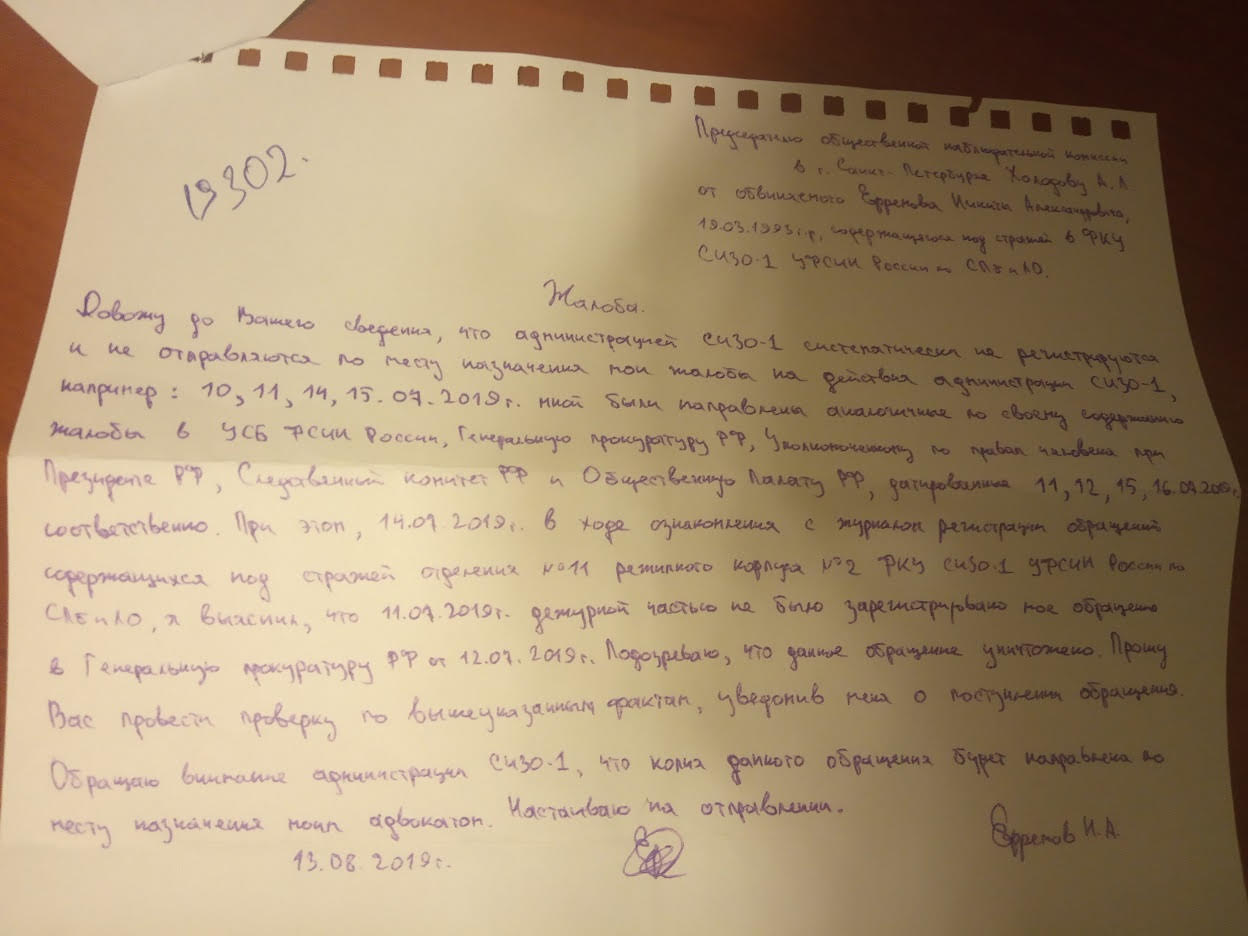 19302.
Председателю общественной наблюдательной комиссии
в г. Санкт-Петербурге Холодову А.Л
от обвиняемого Ефремова Никиты Александровича,
19.03.1993г.р, содержащегося под стражей в ФКУ
СИЗО-1 УФСИН России по СПб и ЛО.
Жалоба.
Довожу до Вашего сведения, что администрацией СИЗО-1 систематически не регистрируются
и не отправляются по месту назначения мои жалобы на действия администрации СИЗО-1,
например: 10, 11, 14, 15.07.2019г. мной были направлены аналогичные по своему содержанию
жалобы в УСБ ФСИН России, Генеральную прокуратуру РФ, Уполномоченному по правам человека при
Президенте РФ, Следственный комитет РФ и Общественную Палату РФ, датированные 11, 12, 15, 16.07.2019г.
соответственно. При этом, 14.07.2019г. в ходе ознакомления с журналом регистрации обращений
содержащихся под стражей отделения №11 режимного корпуса №2 ФКУ СИЗО-1 УФСИН России по
СПб и ЛО, я выяснил, что 11.07.2019г. дежурной частью не было зарегистрировано мое обращение
в Генеральную прокуратуру РФ от 12.07.2019г. Подозреваю, что данное обращение уничтожено. Прошу
Вас провести проверку по вышеуказанным фактам, уведомив меня о поступлении обращения.
Обращаю внимание администрации СИЗО-1, что копия данного обращения будет направлена по
месту назначения моим адвокатом. Настаиваю на отправлении.
13.08.2019г.
Ефремов Н.А.